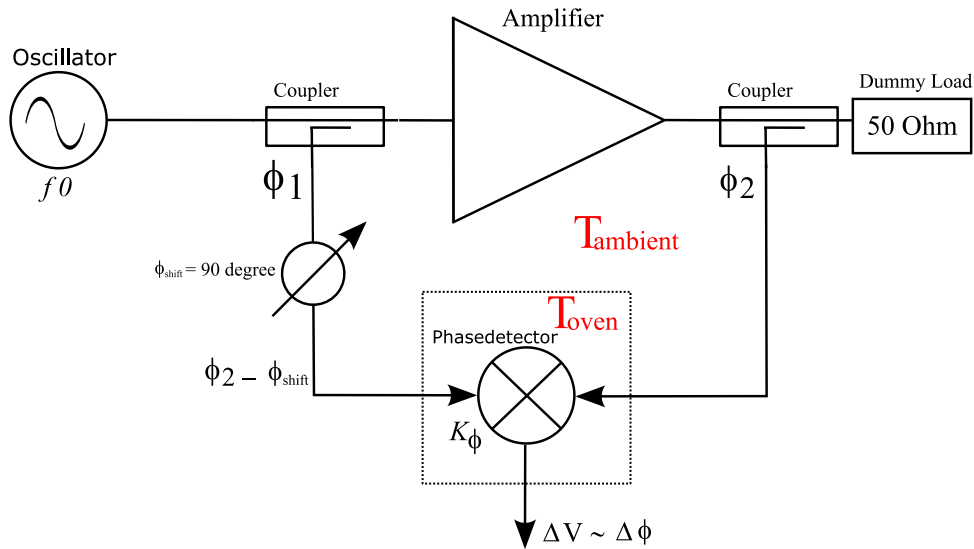 Amplifier
Oscillator
Coupler
Coupler
Dummy Load
50 Ohm
f0
ϕ1
ϕ2
Tambient
ϕshift = 90 degree
Toven
Phasedetector
ϕ2 − ϕshift
Kϕ
ΔV ~ Δϕ